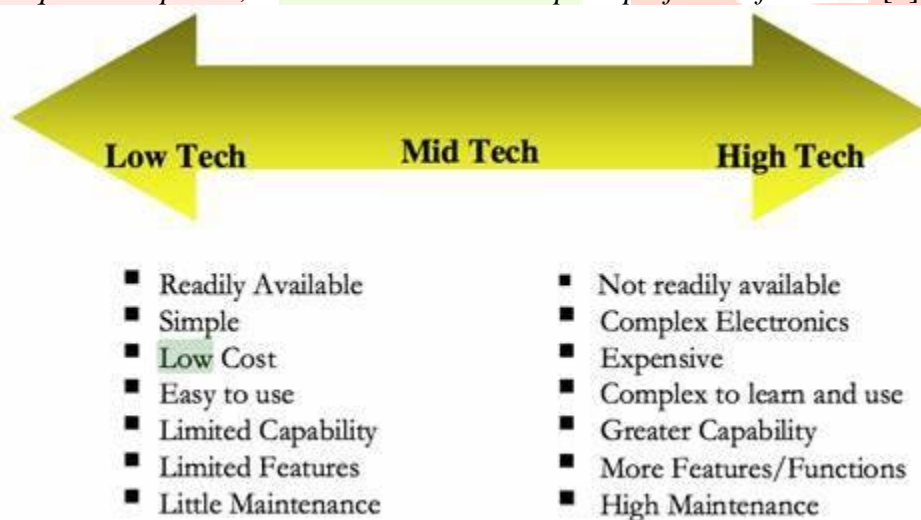 Low Tech Mid Tech High Tech
Readily Available
Simple
Low Cost
Easy to use
Limited Capability
Limited Features
Little Maintenance
Not readily available
Complex Electronics
Expensive
Complex to learn and use
Greater Capability
More Features/Functions
High Maintenance